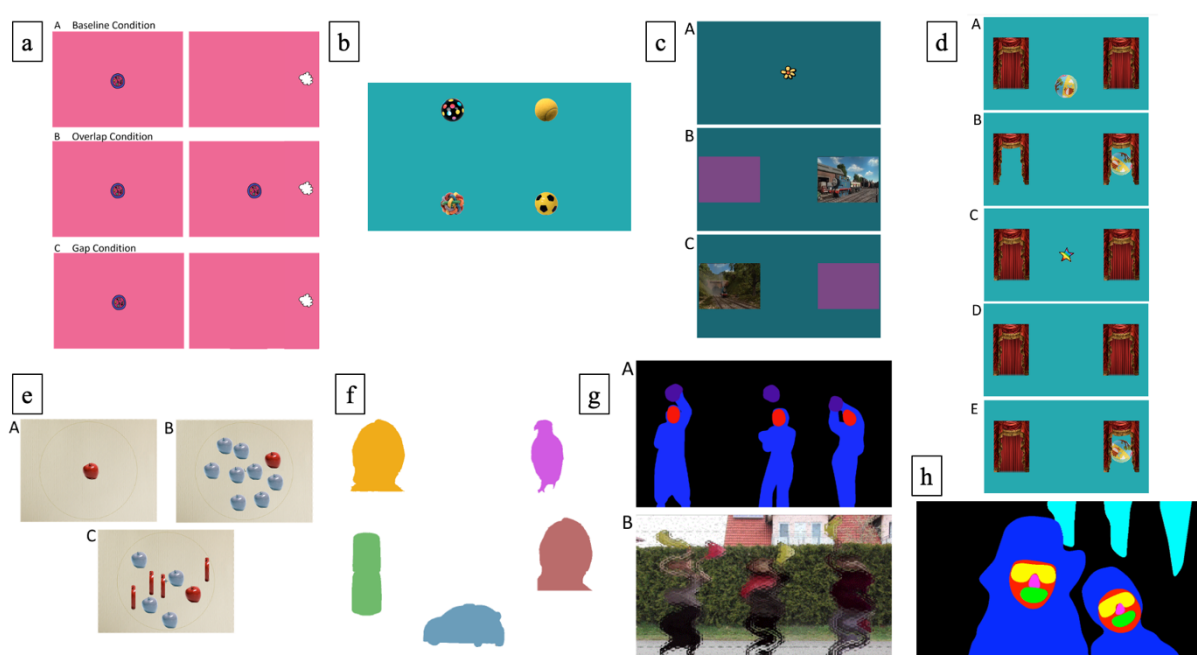 a
A Baseline Condition
B Overlap Condition
C Gap Condition
b
c
A
B
C
d
A
B
C
D
E
e
A
B
C
f
g
A
B
h